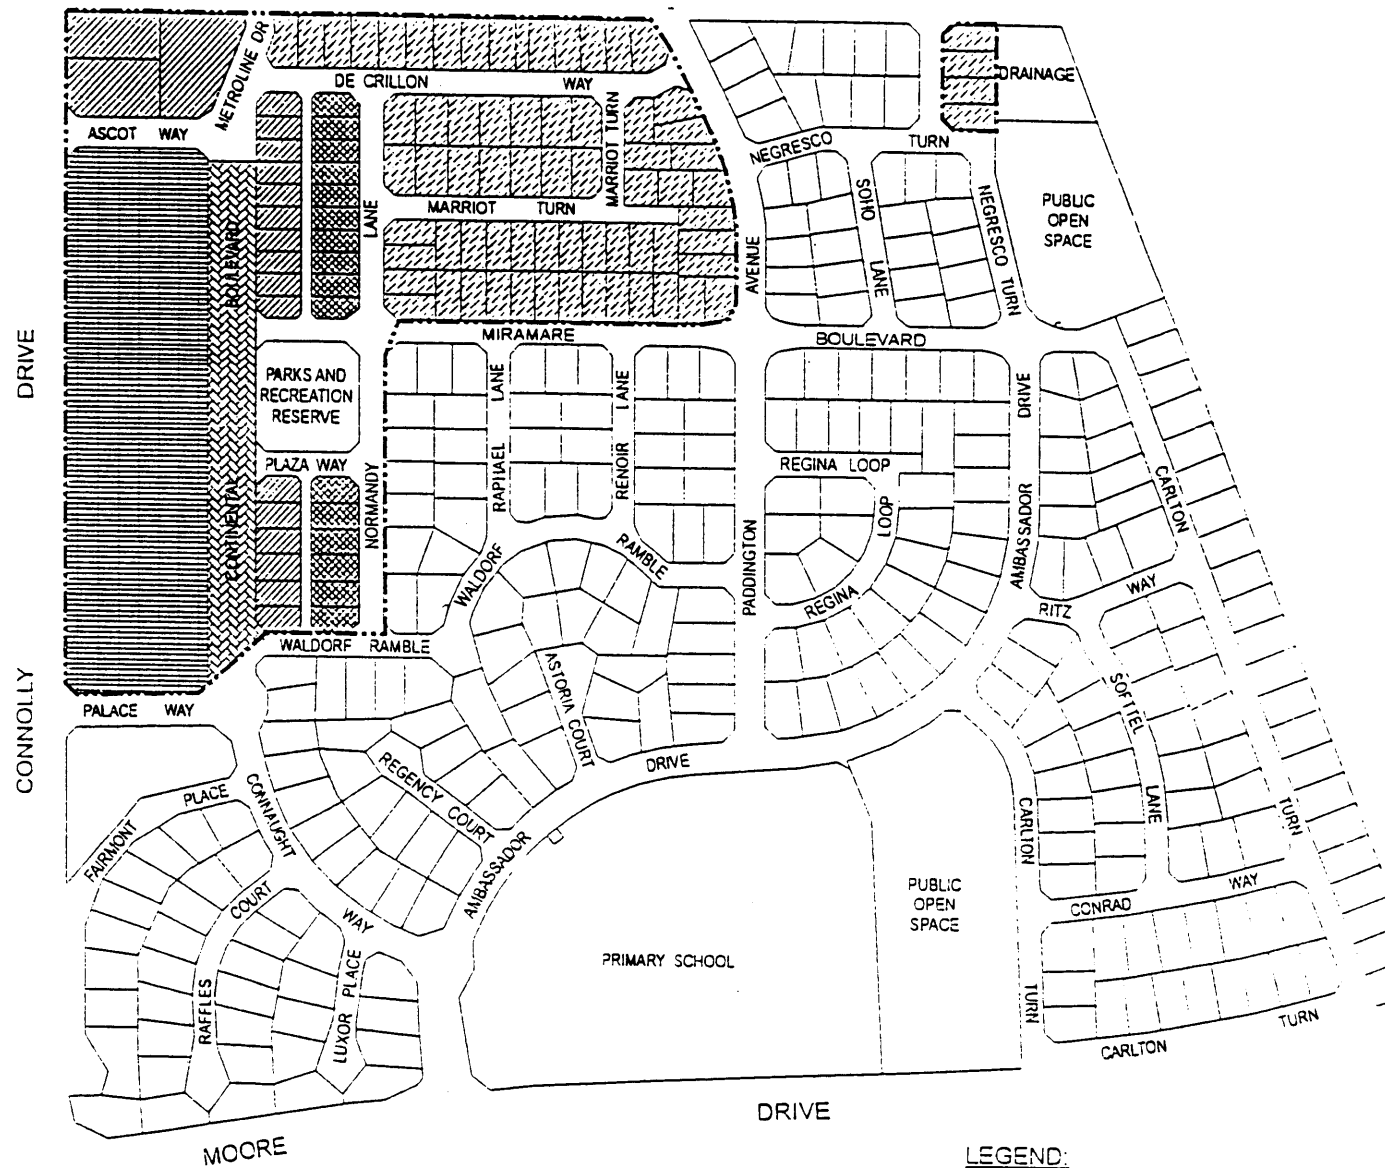 METROLINE DR
DE CRILLON WAY
DRAINAGE
ASCOT WAY
MARRIOT TURN
NEGRESCO TURN
MARRIOT TURN
LANE
SOHO
LANE
NEGRESCO TURN
PUBLIC
OPEN
SPACE
BOULEVARD
AVENUE
MIRAMARE
BOULEVARD
DRIVE
PARKS AND
RECREATION
RESERVE
LANE
LANE
DRIVE
PLAZA WAY
REGINA LOOP
RAPHAEL
RENOIR
NORMANDY
CONTINENTAL
LOOP
CARLTON
AMBASSADOR
WALDORF
RAMBLE
PADDINGTON
REGINA
RITZ
WAY
WALDORF RAMBLE
CONNOLLY
ASTORIA COURT
SOFITEL
LANE
PALACE WAY
DRIVE
REGENCY COURT
PLACE
CONNAUGHT
WAY
FAIRMONT
AMBASSADOR
CARLTON
TURN
COURT
PUBLIC
OPEN
SPACE
WAY
CONRAD
PRIMARY SCHOOL
RAFFLES
LUXOR PLACE
TURN
TURN
CARLTON
DRIVE
MOORE
LEGEND: